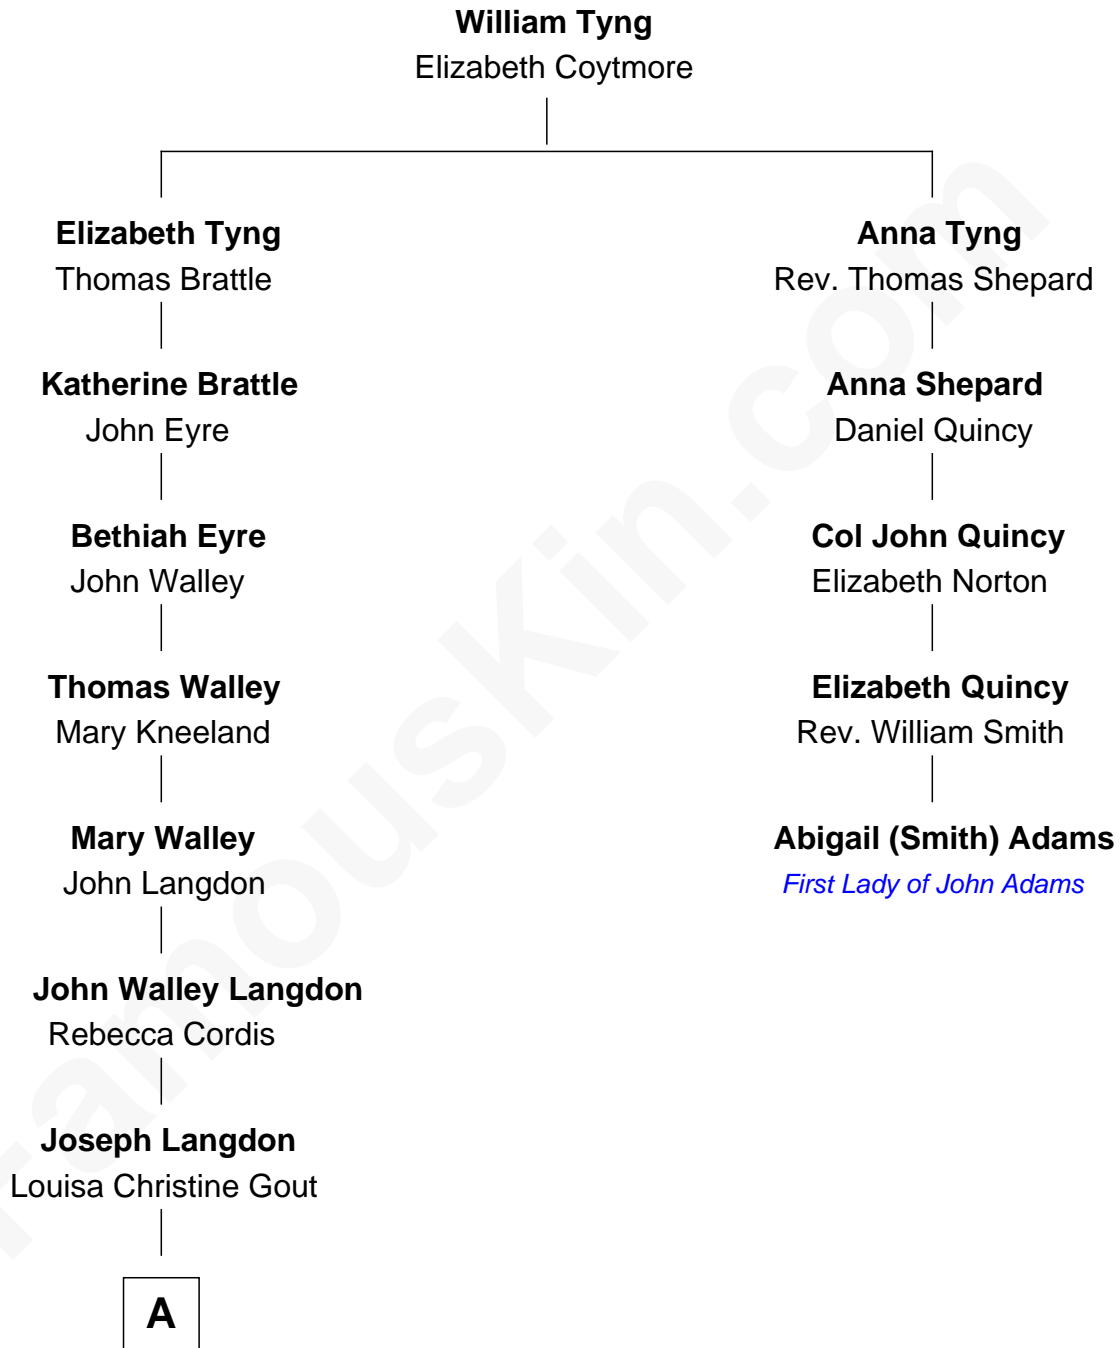 William Tyng
Elizabeth Coytmore
Elizabeth Tyng
Thomas Brattle
Anna Tyng
Rev. Thomas Shepard
Katherine Brattle
John Eyre
Anna Shepard
Daniel Quincy
Bethiah Eyre
John Walley
Col John Quincy
Elizabeth Norton
Thomas Walley
Mary Kneeland
Elizabeth Quincy
Rev. William Smith
Mary Walley
John Langdon
Abigail (Smith) Adams
First Lady of John Adams
John Walley Langdon
Rebecca Cordis
Joseph Langdon
Louisa Christine Gout
A
FamousKin.com